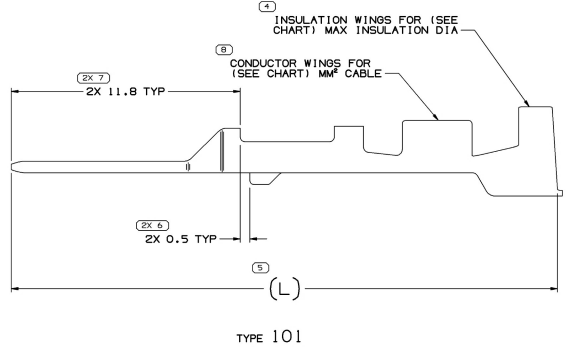 4
INSULATION WINGS FOR (SEE
CHART) MAX INSULATION DIA
8
CONDUCTOR WINGS FOR
(SEE CHART) MM² CABLE
2X 7
2X 11.8 TYP
2X 6
2X 0.5 TYP
5
(L)
TYPE 101